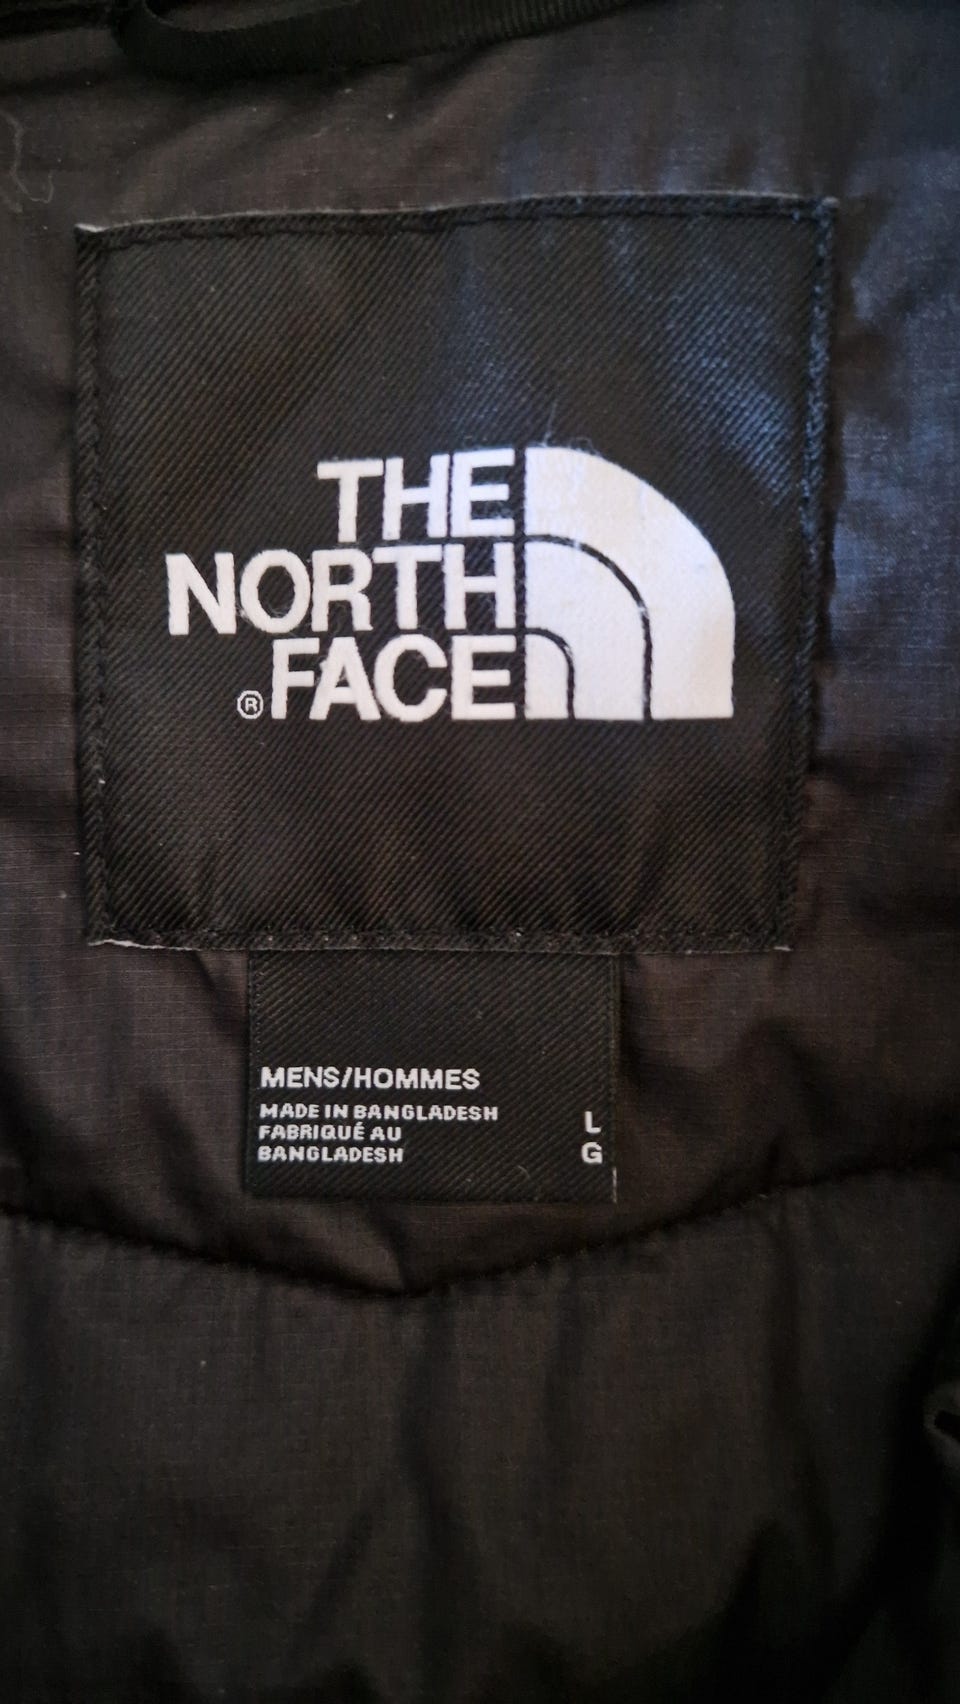 THE
NORTH
®FACE
MENS/HOMMES
MADE IN BANGLADESH
FABRIQUÉ AU
BANGLADESH
L
G